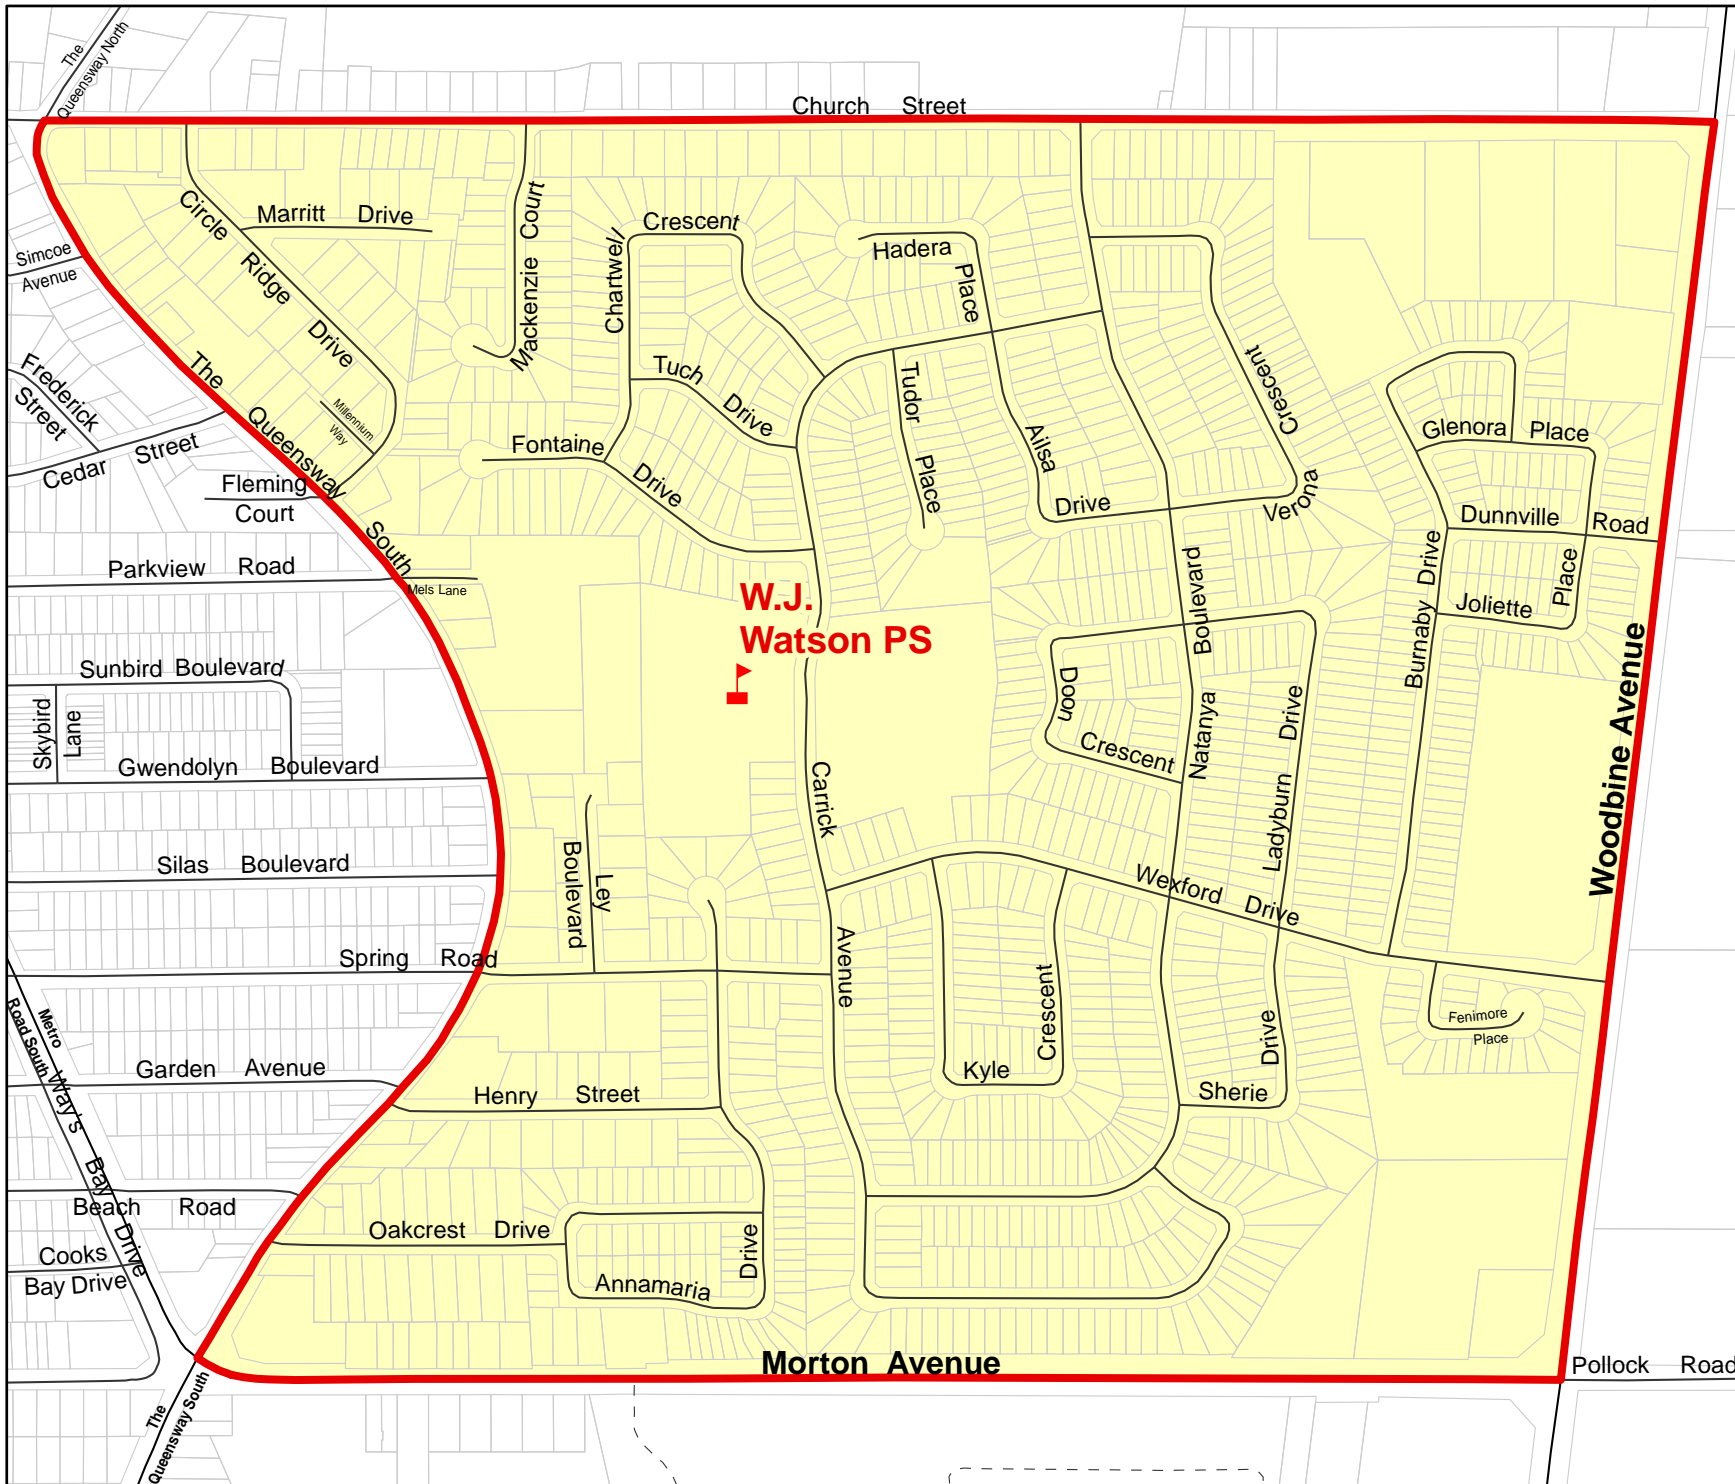 The
Queensway North
Church Street
Circle Ridge Drive
Marritt Drive
Mackenzie Court
Chartwell
Crescent
Hadera
Place
Simcoe
Avenue
Frederick
Street
Cedar Street
The Queensway South
Millennium
Way
Tuch Drive
Tudor Place
Ailsa
Drive
Crescent
Verona
Glenora Place
Fontaine Drive
Fleming
Court
Dunnville Road
Parkview Road
Mels Lane
W.J.
Watson PS
Natanya Boulevard
Burnaby Drive
Joliette
Place
Sunbird Boulevard
Skybird
Lane
Gwendolyn Boulevard
Doon
Crescent
Ladyburn Drive
Woodbine Avenue
Carrick Avenue
Silas Boulevard
Ley
Boulevard
Wexford Drive
Spring Road
Metro
Road South
Way's Bay Drive
Crescent
Kyle
Fenimore
Place
Garden Avenue
Henry Street
Sherie
Drive
Beach Road
Oakcrest Drive
Cooks
Bay Drive
Annamaria
Drive
Morton Avenue
Pollock Road
The
Queensway South